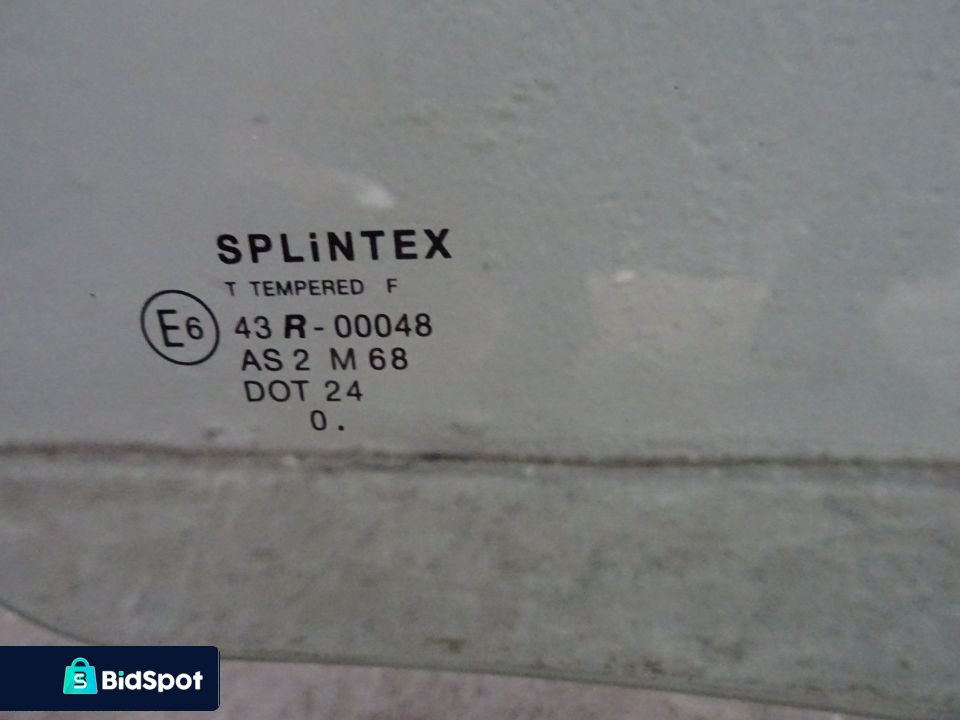 SPLiNTEX
T TEMPERED F
E6 43 R-00048
AS 2 M 68
DOT 24
0.
BidSpot